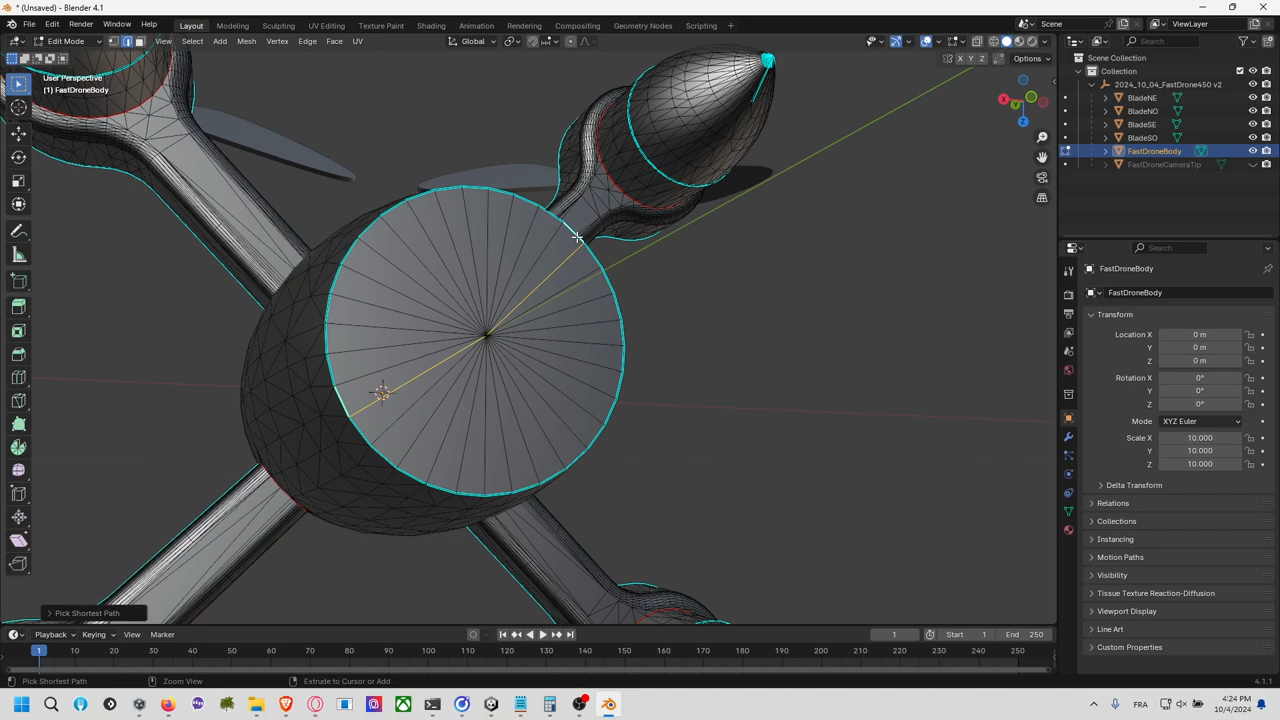 * (Unsaved) - Blender 4.1
File Edit Render Window Help Layout Modeling Sculpting UV Editing Texture Paint Shading Animation Rendering Compositing Geometry Nodes Scripting Scene ViewLayer
Edit Mode View Select Add Mesh Vertex Edge Face UV Global Search
X Y Z Options
User Perspective
(1) FastDroneBody
Scene Collection
Collection
2024_10_04_FastDrone450 v2
BladeNE
BladeNO
BladeSE
BladeSO
FastDroneBody
FastDroneCameraTip
Search
FastDroneBody
FastDroneBody
Transform
Location X 0 m
Y 0 m
Z 0 m
Rotation X 0°
Y 0°
Z 0°
Mode XYZ Euler
Scale X 10.000
Y 10.000
Z 10.000
Delta Transform
Relations
Collections
Instancing
Motion Paths
Visibility
Tissue Texture Reaction-Diffusion
Viewport Display
Line Art
Custom Properties
X Y Z
Pick Shortest Path
Playback Keying View Marker 1 Start 1 End 250
1 10 20 30 40 50 60 70 80 90 100 110 120 130 140 150 160 170 180 190 200 210 220 230 240 250
Pick Shortest Path Zoom View Extrude to Cursor or Add 4.1.1
FRA 4:24 PM
10/4/2024